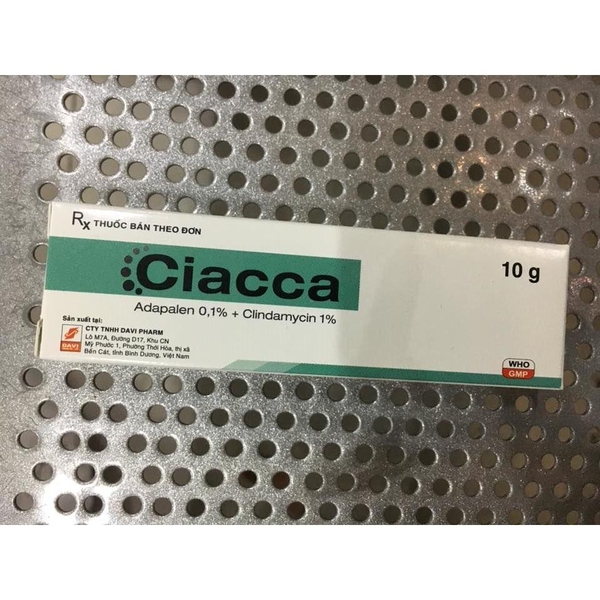 Rx THUỐC BÁN THEO ĐƠN
Ciacca
10 g
Adapalen 0,1% + Clindamycin 1%
Sản xuất tại:
CTY TNHH DAVI PHARM
Lô M7A, Đường D17, Khu CN
Mỹ Phước 1, Phường Thới Hòa, thị xã
Bến Cát, tỉnh Bình Dương, Việt Nam
DAVI
WHO
GMP